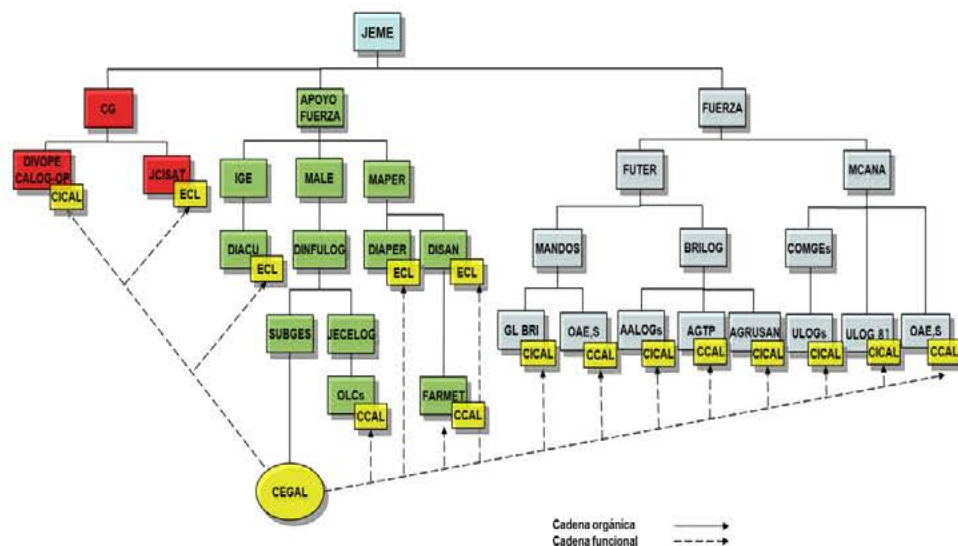 JEME
CG
APOYO
FUERZA
FUERZA
DIVOPE
CALOG-OP
CICAL
JCISAT
ECL
IGE
MALE
MAPER
FUTER
MCANA
DIACU
ECL
DINFULOG
DIAPER
ECL
DISAN
ECL
MANDOS
BRILOG
COMGEs
SUBGES
JECELOG
GL BRI
CICAL
OAE,S
CCAL
AALOGs
CICAL
AGTP
CCAL
AGRUSAN
CICAL
ULOGs
CICAL
ULOG 81
CICAL
OAE,S
CCAL
OLCs
CCAL
FARMET
CCAL
CEGAL
Cadena orgánica
Cadena funcional